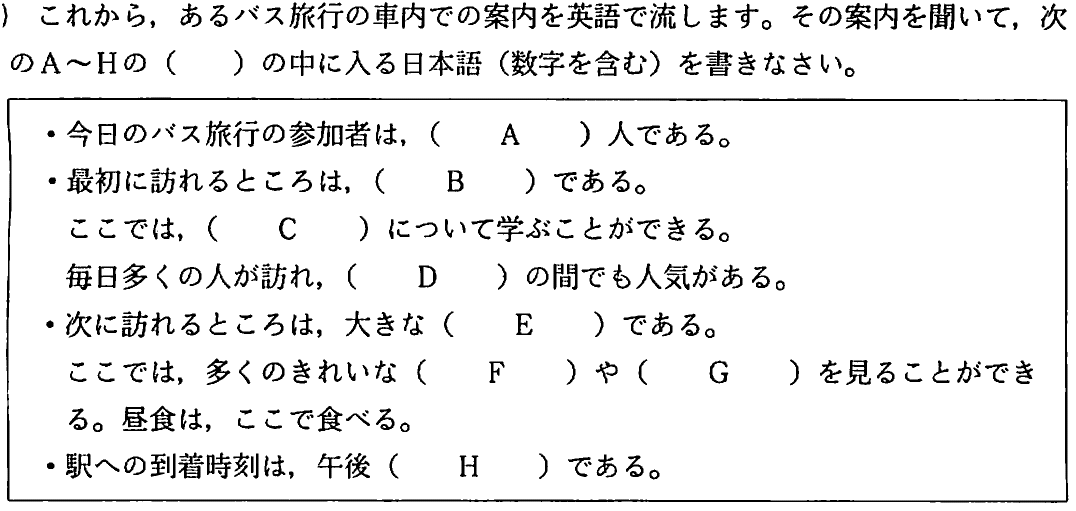 ) これから，あるバス旅行の車内での案内を英語で流します。その案内を聞いて，次
のA～Hの（　　）の中に入る日本語（数字を含む）を書きなさい。
・今日のバス旅行の参加者は，（　　A　　）人である。
・最初に訪れるところは，（　　B　　）である。
ここでは，（　　C　　）について学ぶことができる。
毎日多くの人が訪れ，（　　D　　）の間でも人気がある。
・次に訪れるところは，大きな（　　E　　）である。
ここでは，多くのきれいな（　　F　　）や（　　G　　）を見ることができ
る。昼食は，ここで食べる。
・駅への到着時刻は，午後（　　H　　）である。